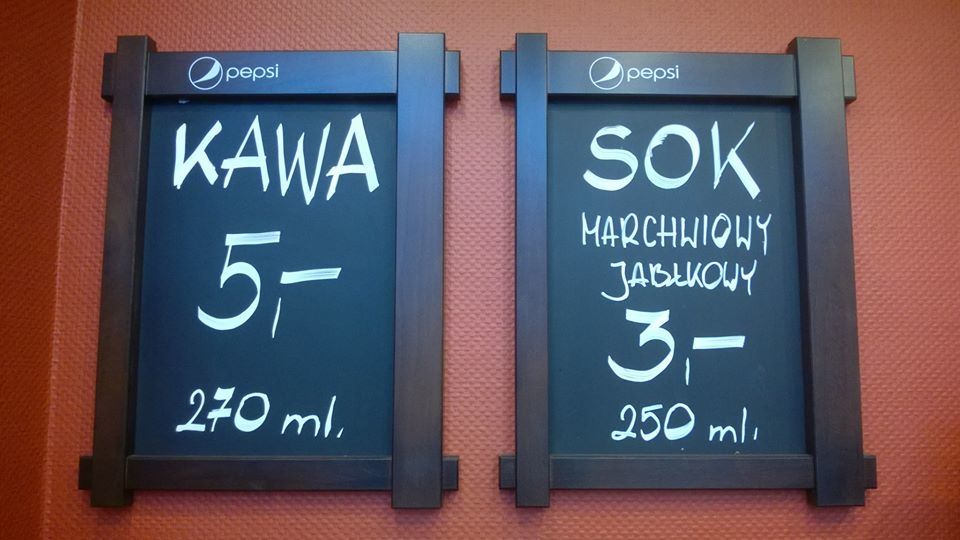 pepsi
KAWA
5,-
270 ml.
pepsi
SOK
MARCHWIOWY
JABŁKOWY
3,-
250 ml.